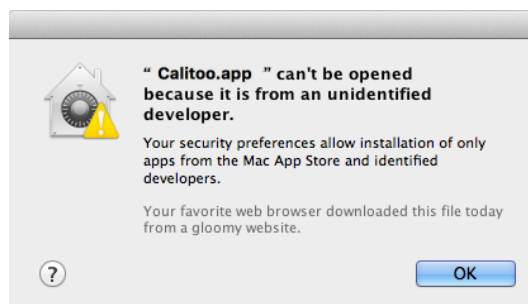 “ Calitoo.app ” can't be opened
because it is from an unidentified
developer.
Your security preferences allow installation of only
apps from the Mac App Store and identified
developers.
Your favorite web browser downloaded this file today
from a gloomy website.
?
OK